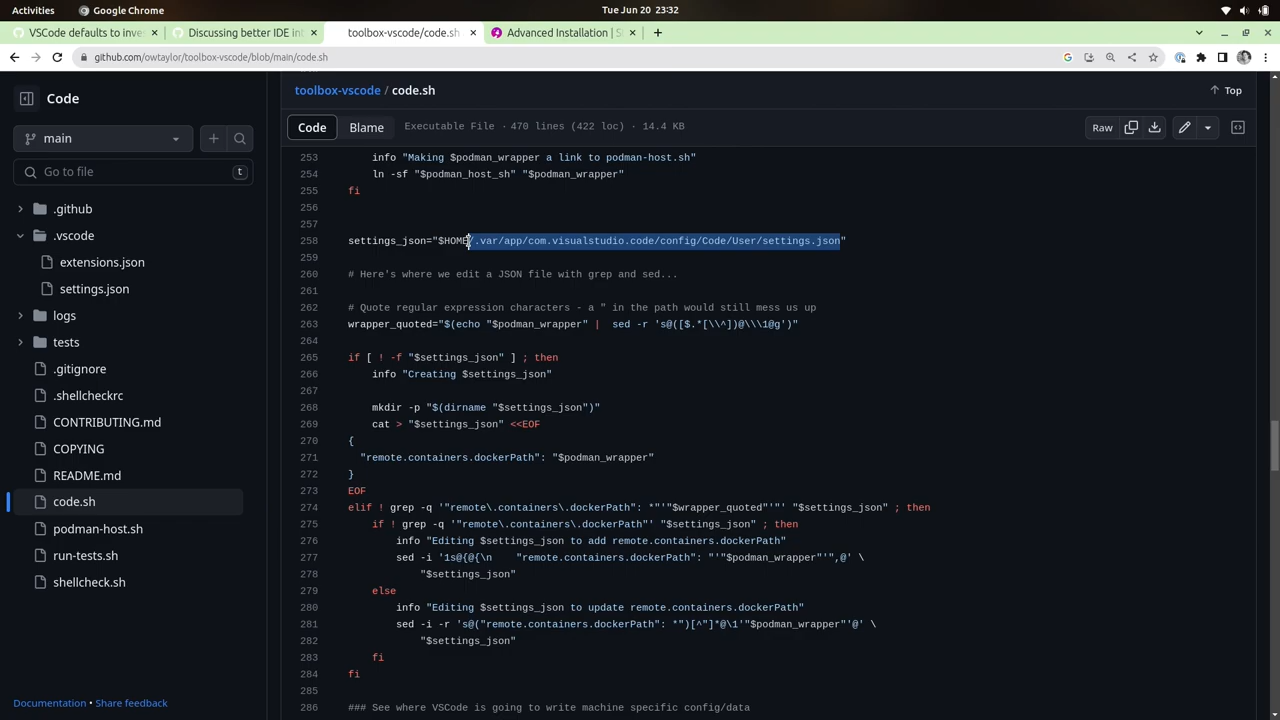 Activities
Google Chrome
Tue Jun 20 23:32
VSCode defaults to inve
Discussing better IDE int
toolbox-vscode/code.sh
Advanced Installation | S
github.com/owtaylor/toolbox-vscode/blob/main/code.sh
Code
main
Go to file
t
.github
.vscode
extensions.json
settings.json
logs
tests
.gitignore
.shellcheckrc
CONTRIBUTING.md
COPYING
README.md
code.sh
podman-host.sh
run-tests.sh
shellcheck.sh
Documentation • Share feedback
toolbox-vscode / code.sh
Top
Code
Blame
Executable File · 470 lines (422 loc) · 14.4 KB
Raw
253 info "Making $podman_wrapper a link to podman-host.sh"
254 ln -sf "$podman_host_sh" "$podman_wrapper"
255 fi
256
257
258 settings_json="$HOME/.var/app/com.visualstudio.code/config/Code/User/settings.json"
259
260 # Here's where we edit a JSON file with grep and sed...
261
262 # Quote regular expression characters - a " in the path would still mess us up
263 wrapper_quoted="$(echo "$podman_wrapper" | sed -r 's@([$.*[\\^])@\\\1@g')"
264
265 if [ ! -f "$settings_json" ] ; then
266 info "Creating $settings_json"
267
268 mkdir -p "$(dirname "$settings_json")"
269 cat > "$settings_json" <<EOF
270 {
271 "remote.containers.dockerPath": "$podman_wrapper"
272 }
273 EOF
274 elif ! grep -q '"remote\.containers\.dockerPath": *"'"$wrapper_quoted"'"' "$settings_json" ; then
275 if ! grep -q '"remote\.containers\.dockerPath"' "$settings_json" ; then
276 info "Editing $settings_json to add remote.containers.dockerPath"
277 sed -i '1s@{@{\n    "remote.containers.dockerPath": "'"$podman_wrapper"'",@' \
278 "$settings_json"
279 else
280 info "Editing $settings_json to update remote.containers.dockerPath"
281 sed -i -r 's@("remote.containers.dockerPath": *")[^"]*@\1'"$podman_wrapper"'@' \
282 "$settings_json"
283 fi
284 fi
285
286 ### See where VSCode is going to write machine specific config/data